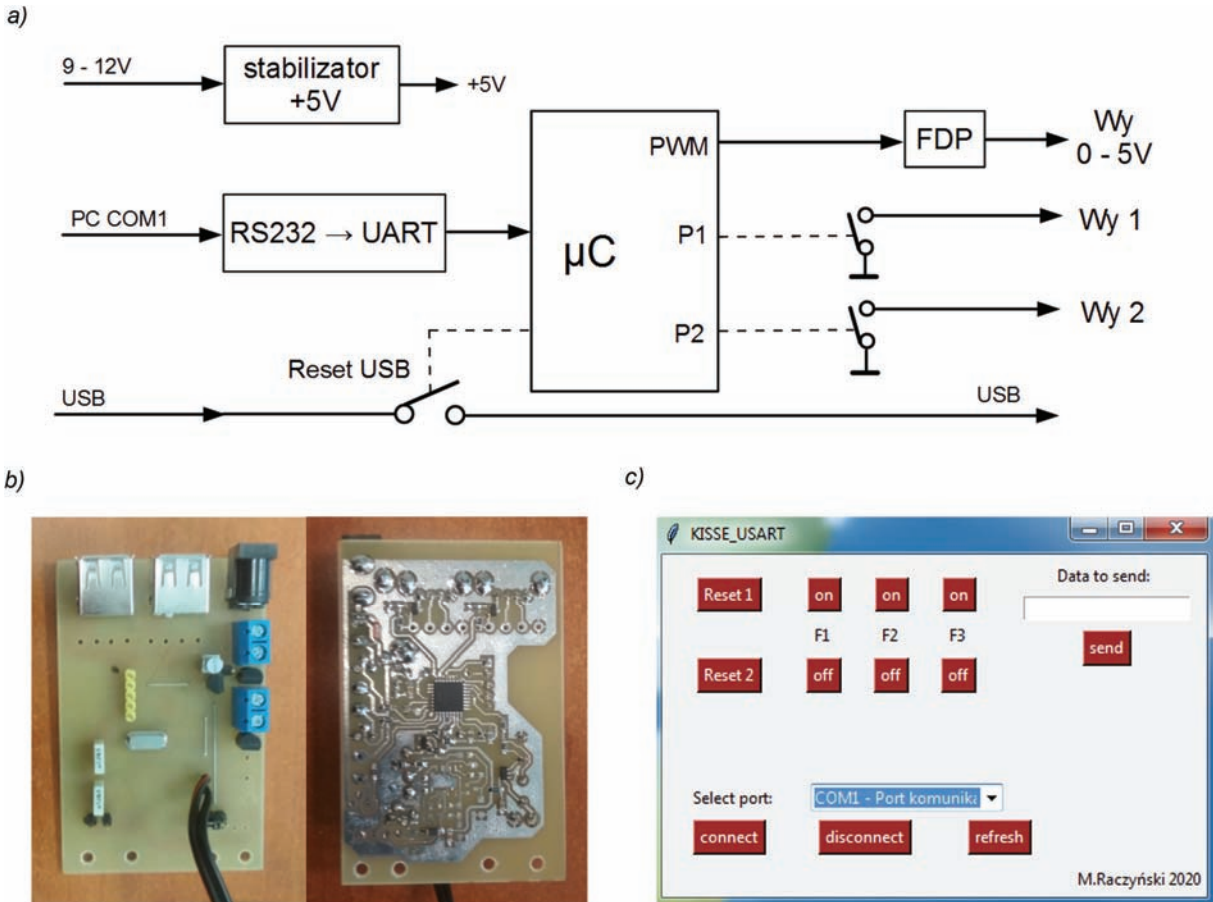 a)
9 - 12V
stabilizator
+5V
+5V
PC COM1
RS232 → UART
µC
PWM
P1
P2
FDP
Wy
0 - 5V
Wy 1
Wy 2
Reset USB
USB
USB
b)
c)
KISSE_USART
Reset 1
on
on
on
Data to send:
F1
F2
F3
send
Reset 2
off
off
off
Select port:
COM1 - Port komunika
connect
disconnect
refresh
M.Raczyński 2020